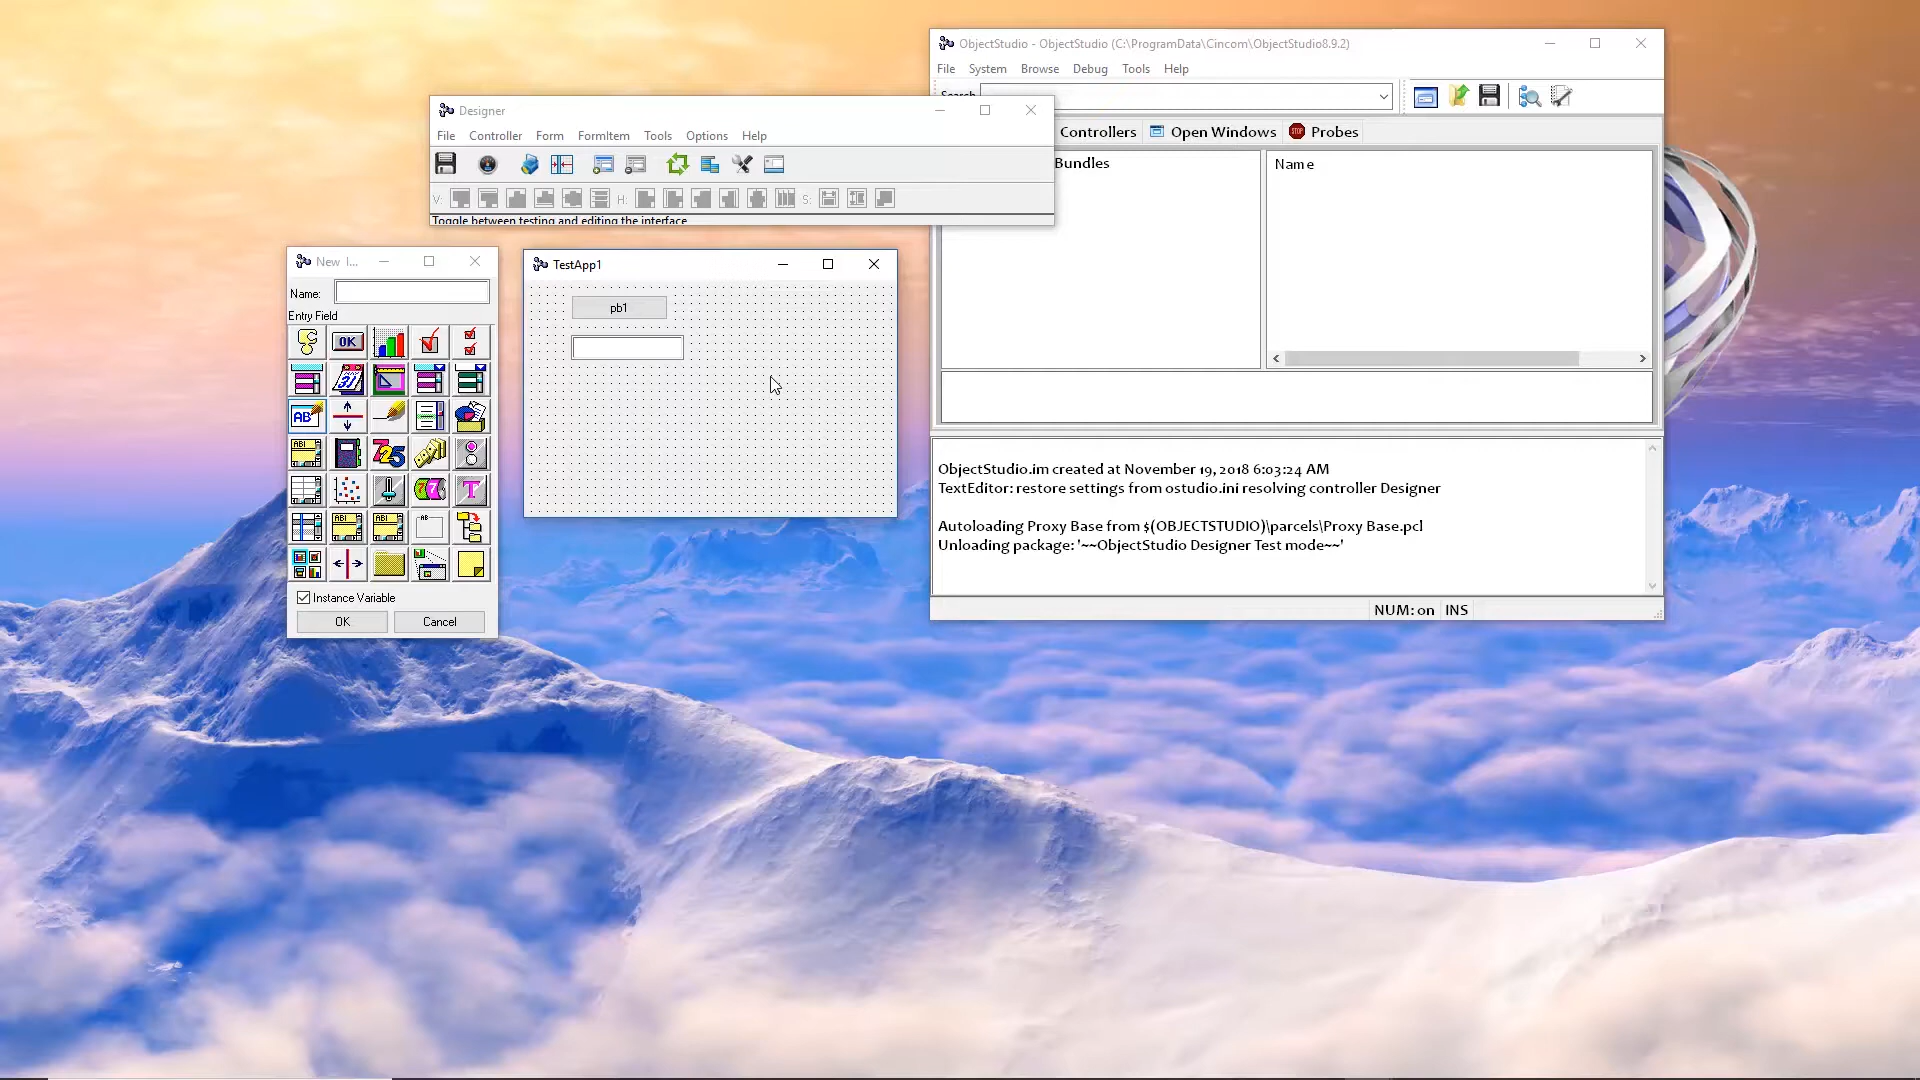 ObjectStudio - ObjectStudio (C:\ProgramData\Cincom\ObjectStudio8.9.2)
File System Browse Debug Tools Help
Search
Controllers Open Windows STOP Probes
Bundles
Name
Designer
File Controller Form FormItem Tools Options Help
V: H: S:
Toggle between testing and editing the interface
New I...
Name:
Entry Field
OK
Instance Variable
OK Cancel
TestApp1
pb1
ObjectStudio.im created at November 19, 2018 6:03:24 AM
TextEditor: restore settings from ostudio.ini resolving controller Designer
Autoloading Proxy Base from $(OBJECTSTUDIO)\parcels\Proxy Base.pcl
Unloading package: '~~ObjectStudio Designer Test mode~~'
NUM: on INS